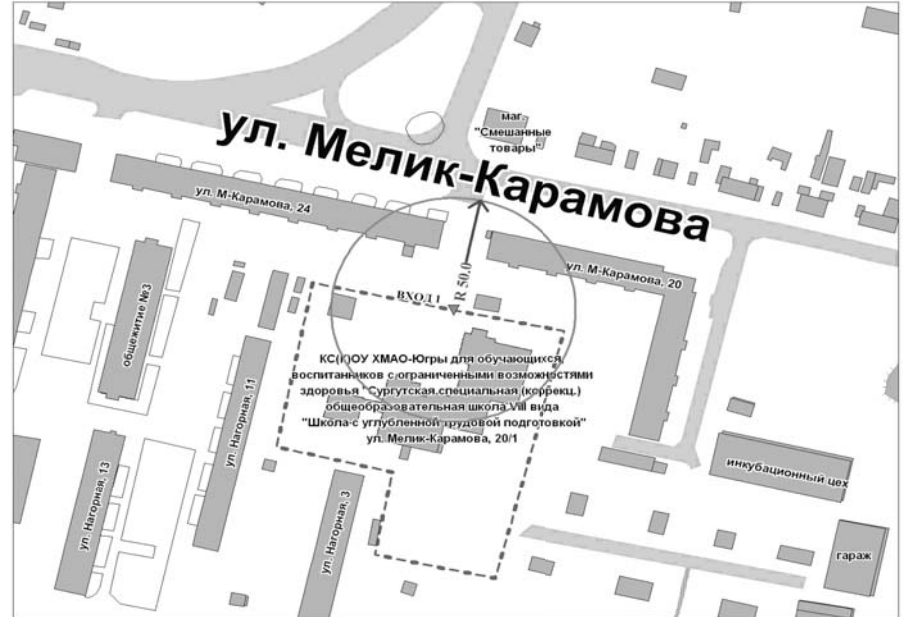 маг.
"Смешанные
товары"
ул. Мелик-Карамова
ул. М-Карамова, 24
ул. М-Карамова, 20
R 50.0
ВХОД 1
общежитие №3
КС(К)ОУ ХМАО-Югры для обучающихся,
воспитанников с ограниченными возможностями
здоровья "Сургутская специальная (коррекц.)
общеобразовательная школа VIII вида
"Школа с углубленной трудовой подготовкой"
ул. Мелик-Карамова, 20/1
ул. Нагорная, 11
ул. Нагорная, 13
ул. Нагорная, 3
инкубационный цех
гараж